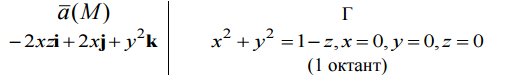 a̅(M) Γ
−2xzi + 2xj + y²k x² + y² = 1 − z, x = 0, y = 0, z = 0
(1 октант)